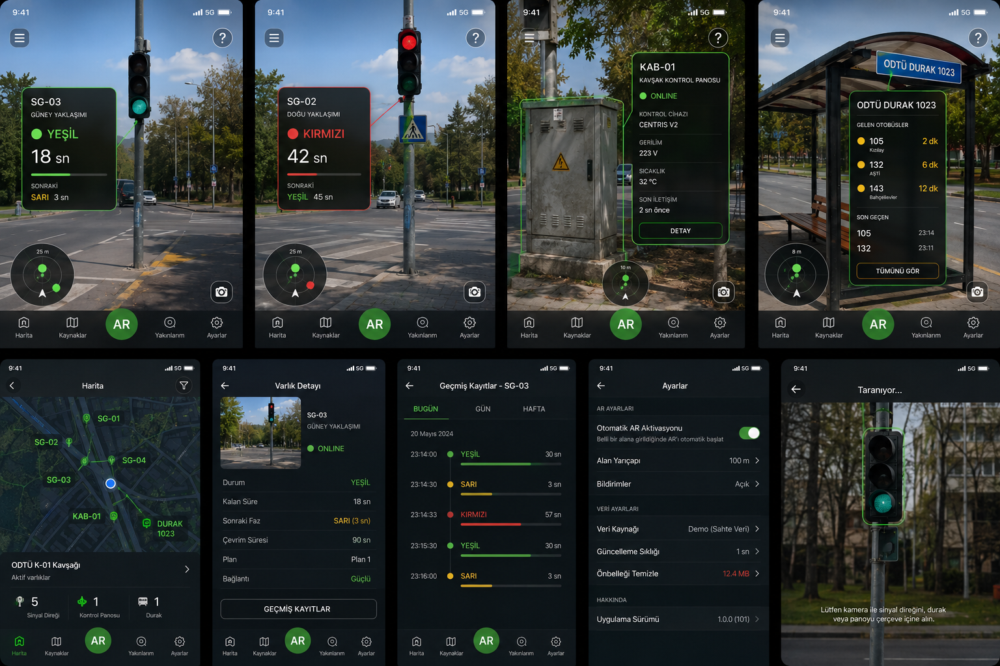 9:41
5G
?
SG-03
GÜNEY YAKLAŞIMI
YEŞİL
18 sn
SONRAKİ
SARI 3 sn
25 m
Harita
Kaynaklar
AR
Yakınlarım
Ayarlar
9:41
5G
?
SG-02
DOĞU YAKLAŞIMI
KIRMIZI
42 sn
SONRAKİ
YEŞİL 45 sn
25 m
Harita
Kaynaklar
AR
Yakınlarım
Ayarlar
9:41
5G
?
KAB-01
KAVŞAK KONTROL PANOSU
ONLINE
KONTROL CİHAZI
CENTRIS V2
GERİLİM
223 V
SICAKLIK
32 °C
SON İLETİŞİM
2 sn önce
DETAY
10 m
Harita
Kaynaklar
AR
Yakınlarım
Ayarlar
9:41
5G
?
ODTÜ DURAK 1023
ODTÜ DURAK 1023
GELEN OTOBÜSLER
105 2 dk
Kızılay
132 6 dk
AŞTİ
143 12 dk
Bahçelievler
SON GEÇEN
105 23:14
132 23:11
TÜMÜNÜ GÖR
8 m
Harita
Kaynaklar
AR
Yakınlarım
Ayarlar
9:41
5G
Harita
SG-01
SG-02
SG-04
SG-03
KAB-01
DURAK
1023
ODTÜ K-01 Kavşağı
Aktif varlıklar
5
Sinyal Direği
1
Kontrol Panosu
1
Durak
Harita
Kaynaklar
AR
Yakınlarım
Ayarlar
9:41
5G
Varlık Detayı
SG-03
GÜNEY YAKLAŞIMI
ONLINE
Durum YEŞİL
Kalan Süre 18 sn
Sonraki Faz SARI (3 sn)
Çevrim Süresi 90 sn
Plan Plan 1
Bağlantı Güçlü
GEÇMİŞ KAYITLAR
Harita
Kaynaklar
AR
Yakınlarım
Ayarlar
9:41
5G
Geçmiş Kayıtlar - SG-03
BUGÜN GÜN HAFTA
20 Mayıs 2024
23:14:00 YEŞİL 30 sn
23:14:30 SARI 3 sn
23:14:33 KIRMIZI 57 sn
23:15:30 YEŞİL 30 sn
23:16:00 SARI 3 sn
Harita
Kaynaklar
AR
Yakınlarım
Ayarlar
9:41
5G
Ayarlar
AR AYARLARI
Otomatik AR Aktivasyonu
Belli bir alana girildiğinde AR'ı otomatik başlat
Alan Yarıçapı 100 m
Bildirimler Açık
VERİ AYARLARI
Veri Kaynağı Demo (Sahte Veri)
Güncelleme Sıklığı 1 sn
Önbelleği Temizle 12.4 MB
HAKKINDA
Uygulama Sürümü 1.0.0 (101)
9:41
5G
Taranıyor...
Lütfen kamera ile sinyal direğini, durak
veya panoyu çerçeve içine alın.